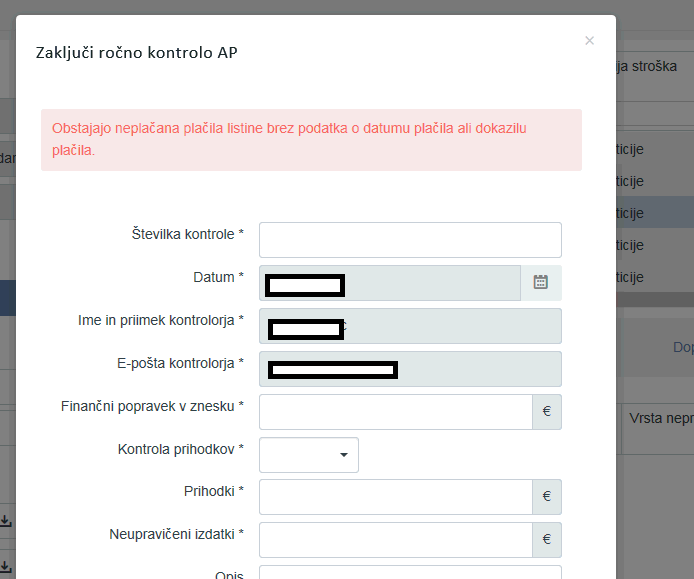 Zaključi ročno kontrolo AP
×
ja stroška
Obstajajo neplačana plačila listine brez podatka o datumu plačila ali dokazilu
plačila.
dar
ticije
ticije
ticije
ticije
ticije
Številka kontrole *
Datum *
Ime in priimek kontrolorja *
E-pošta kontrolorja *
Dop
Finančni popravek v znesku *
€
Vrsta nepr
Kontrola prihodkov *
Prihodki *
€
Neupravičeni izdatki *
€
Opis